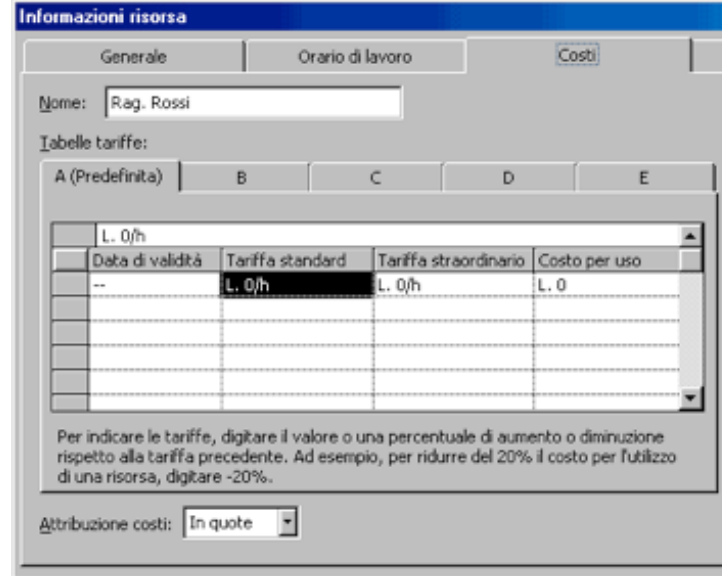 Informazioni risorsa
Generale Orario di lavoro Costi
Nome: Rag. Rossi
Tabelle tariffe:
A (Predefinita) B C D E
L. 0/h
Data di validità Tariffa standard Tariffa straordinario Costo per uso
-- L. 0/h L. 0/h L. 0
Per indicare le tariffe, digitare il valore o una percentuale di aumento o diminuzione
rispetto alla tariffa precedente. Ad esempio, per ridurre del 20% il costo per l'utilizzo
di una risorsa, digitare -20%.
Attribuzione costi: In quote